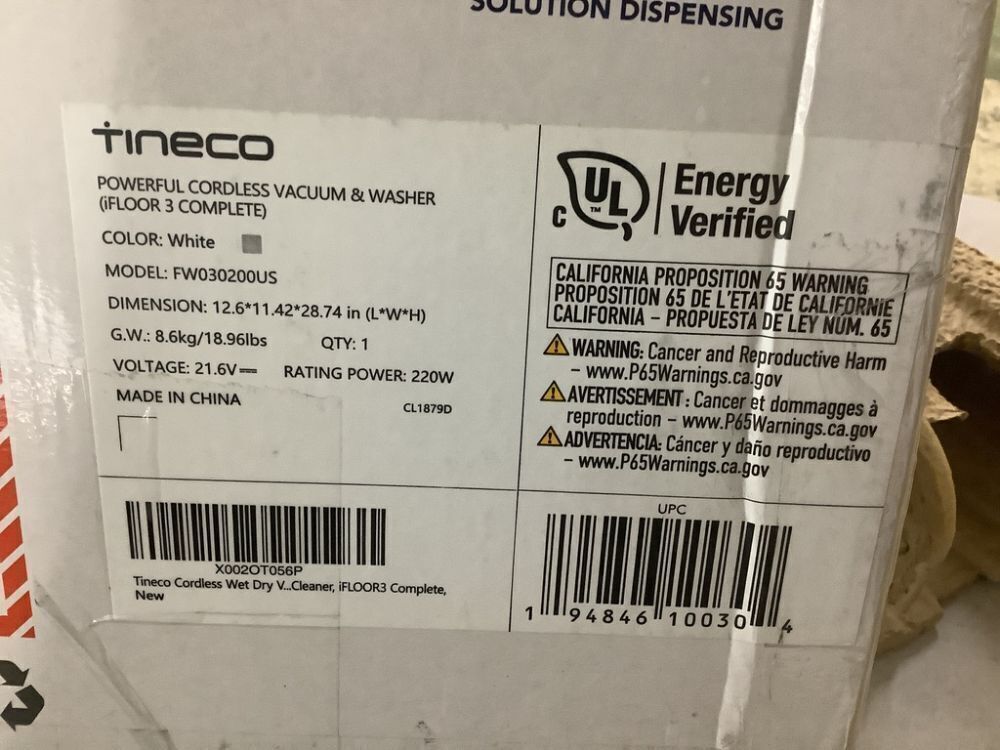 SOLUTION DISPENSING
tineco
POWERFUL CORDLESS VACUUM & WASHER
(iFLOOR 3 COMPLETE)
COLOR: White
MODEL: FW030200US
DIMENSION: 12.6*11.42*28.74 in (L*W*H)
G.W.: 8.6kg/18.96lbs QTY: 1
VOLTAGE: 21.6V⎓ RATING POWER: 220W
MADE IN CHINA CL1879D
X002OT056P
Tineco Cordless Wet Dry V...Cleaner, iFLOOR3 Complete,
New
C UL ™ Energy
Verified
CALIFORNIA PROPOSITION 65 WARNING
PROPOSITION 65 DE L'ETAT DE CALIFORNIE
CALIFORNIA – PROPUESTA DE LEY NÚM. 65
WARNING: Cancer and Reproductive Harm
– www.P65Warnings.ca.gov
AVERTISSEMENT : Cancer et dommagges à
reproduction – www.P65Warnings.ca.gov
ADVERTENCIA: Cáncer y daño reproductivo
– www.P65Warnings.ca.gov
UPC
1 94846 10030 4